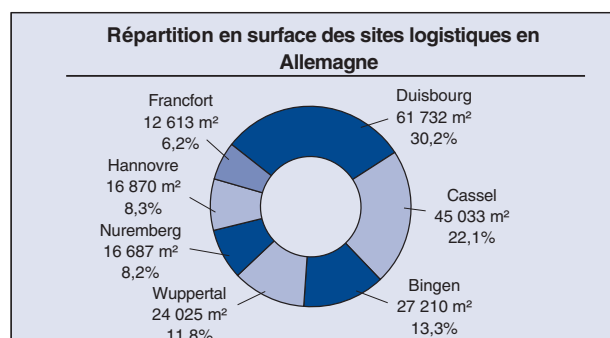 Répartition en surface des sites logistiques en
Allemagne
Francfort
12 613 m²
6,2%
Duisbourg
61 732 m²
30,2%
Hannovre
16 870 m²
8,3%
Cassel
45 033 m²
22,1%
Nuremberg
16 687 m²
8,2%
Wuppertal
24 025 m²
11,8%
Bingen
27 210 m²
13,3%